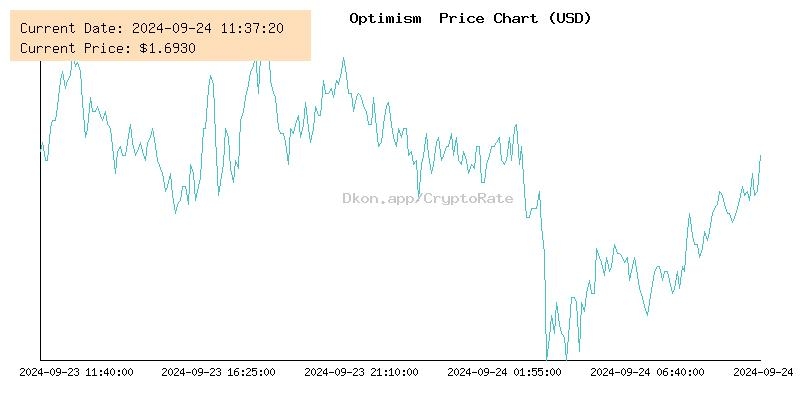 Optimism  Price Chart (USD)
Current Date: 2024-09-24 11:37:20
Current Price: $1.6930
Dkon.app/CryptoRate
2024-09-23 11:40:00 2024-09-23 16:25:00 2024-09-23 21:10:00 2024-09-24 01:55:00 2024-09-24 06:40:00 2024-09-24